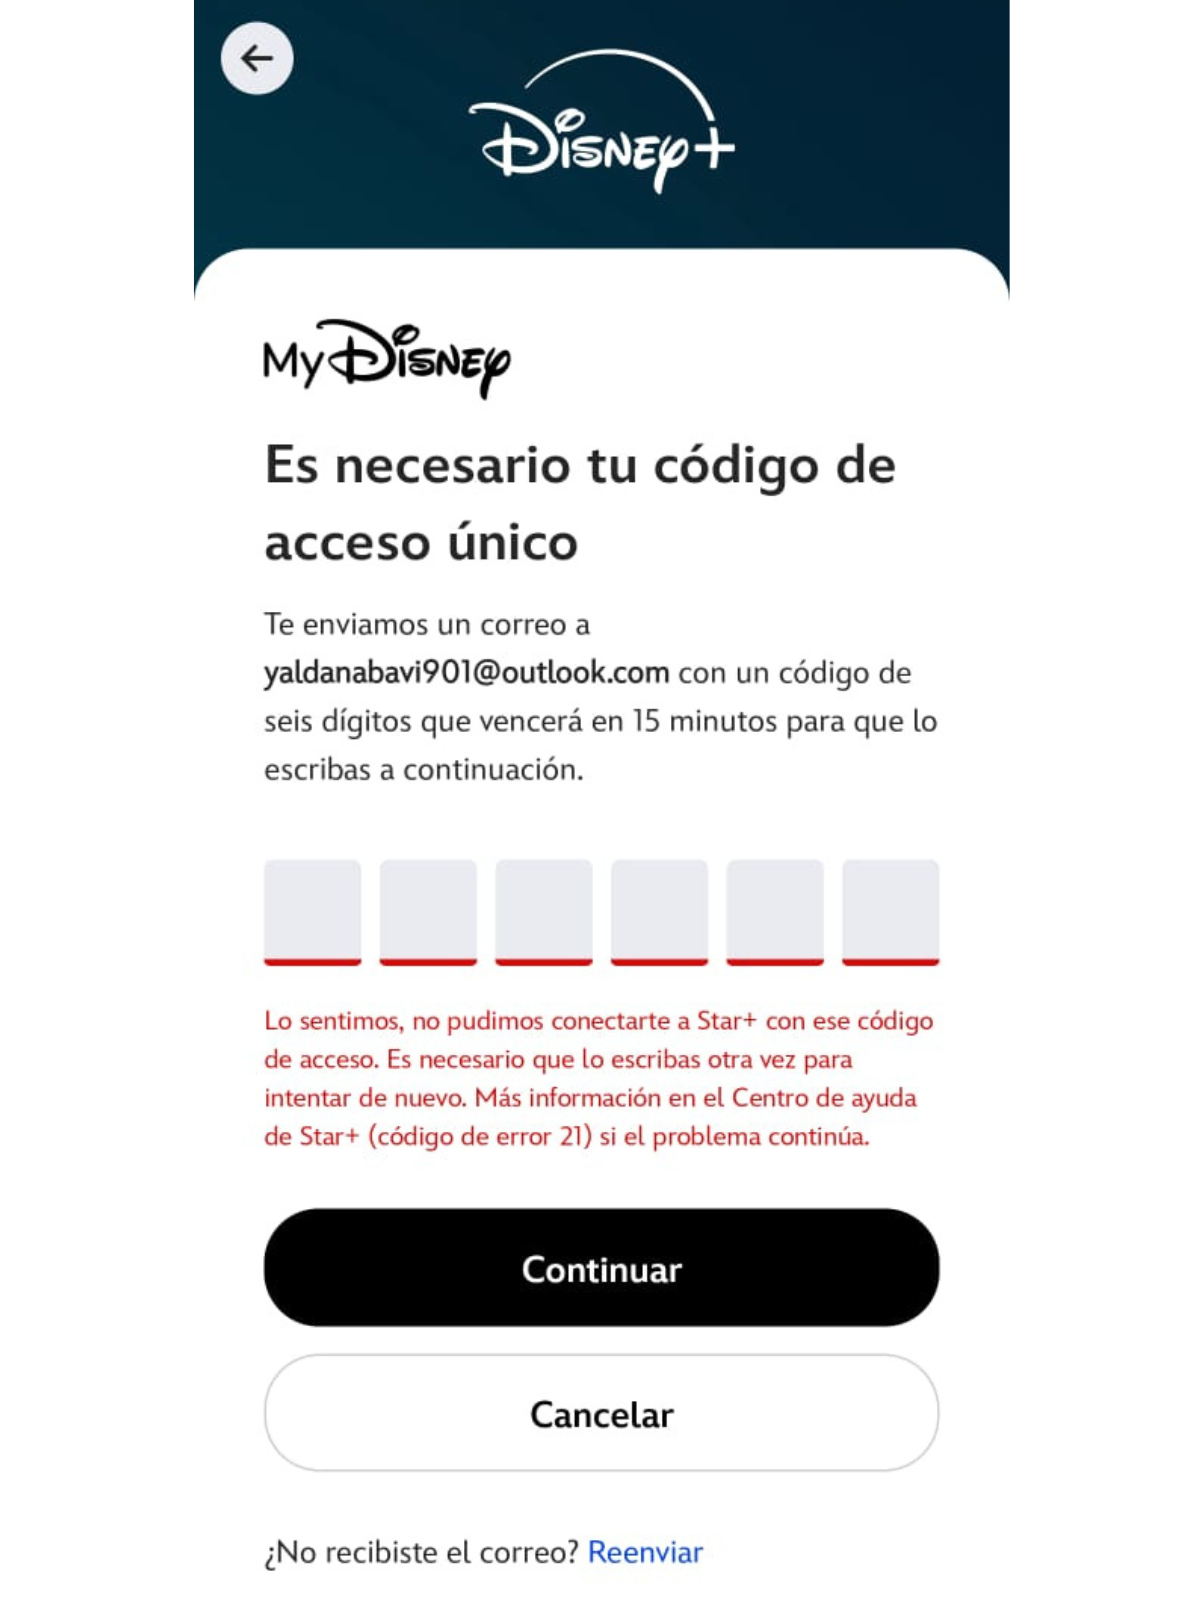 Disney+
My Disney
Es necesario tu código de
acceso único
Te enviamos un correo a
yaldanabavi901@outlook.com con un código de
seis dígitos que vencerá en 15 minutos para que lo
escribas a continuación.
Lo sentimos, no pudimos conectarte a Star+ con ese código
de acceso. Es necesario que lo escribas otra vez para
intentar de nuevo. Más información en el Centro de ayuda
de Star+ (código de error 21) si el problema continúa.
Continuar
Cancelar
¿No recibiste el correo? Reenviar